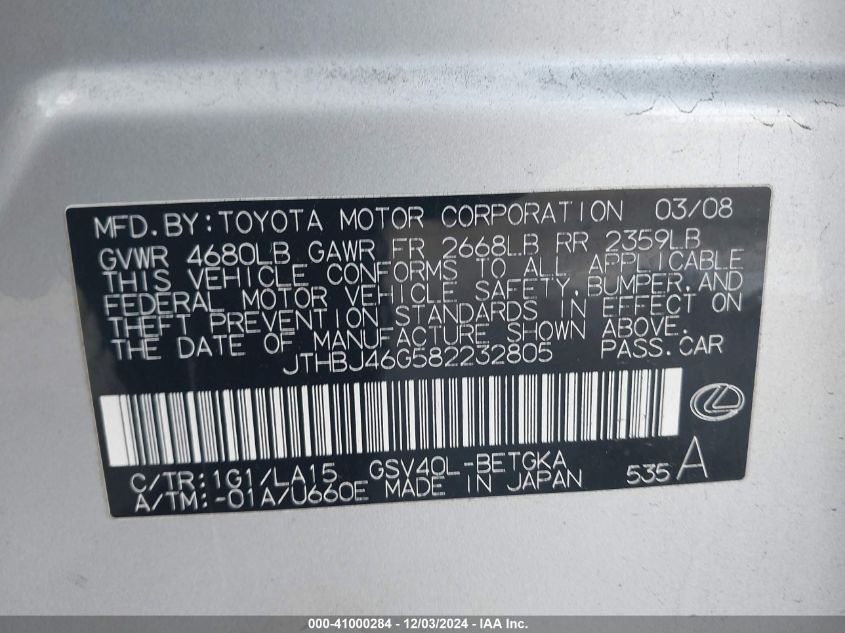 MFD. BY: TOYOTA MOTOR CORPORATION 03/08
GVWR 4680LB GAWR FR 2668LB RR 2359LB
THIS VEHICLE CONFORMS TO ALL APPLICABLE
FEDERAL MOTOR VEHICLE SAFETY, BUMPER, AND
THEFT PREVENTION STANDARDS IN EFFECT ON
THE DATE OF MANUFACTURE SHOWN ABOVE.
JTHBJ46G582232805 PASS. CAR
C/TR: 1G1/LA15 GSV40L-BETGKA
A/TM: -01A/U660E MADE IN JAPAN 535 A
000-41000284 - 12/03/2024 - IAA Inc.